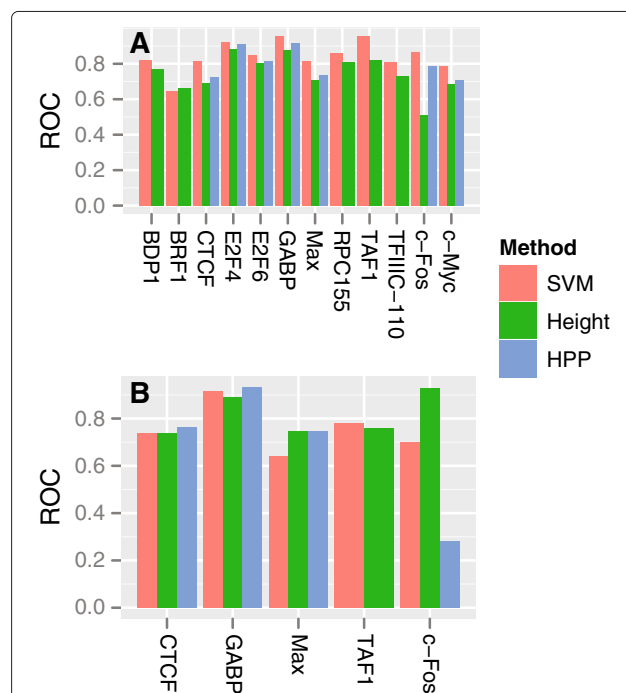 A
ROC
0.8
0.6
0.4
0.2
0.0
BDP1
BRF1
CTCF
E2F4
E2F6
GABP
Max
RPC155
TAF1
TFIIIC−110
c−Fos
c−Myc
Method
SVM
Height
HPP
B
ROC
0.8
0.6
0.4
0.2
0.0
CTCF
GABP
Max
TAF1
c−Fos